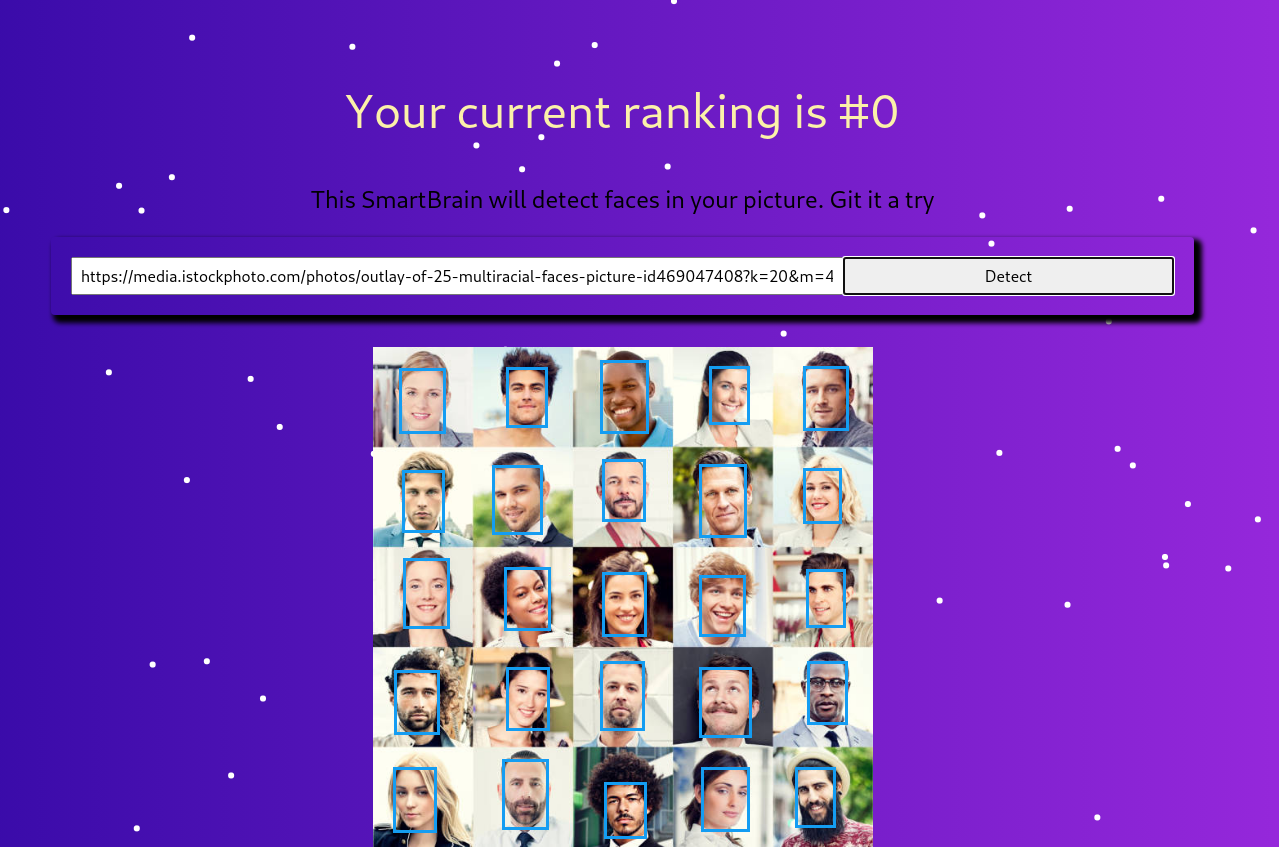 Your current ranking is #0
This SmartBrain will detect faces in your picture. Git it a try
https://media.istockphoto.com/photos/outlay-of-25-multiracial-faces-picture-id469047408?k=20&m=4
Detect